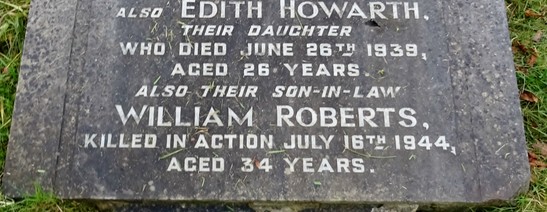 ALSO EDITH HOWARTH.
THEIR DAUGHTER
WHO DIED JUNE 26TH 1939,
AGED 26 YEARS.
ALSO THEIR SON-IN-LAW
WILLIAM ROBERTS,
KILLED IN ACTION JULY 16TH 1944,
AGED 34 YEARS.